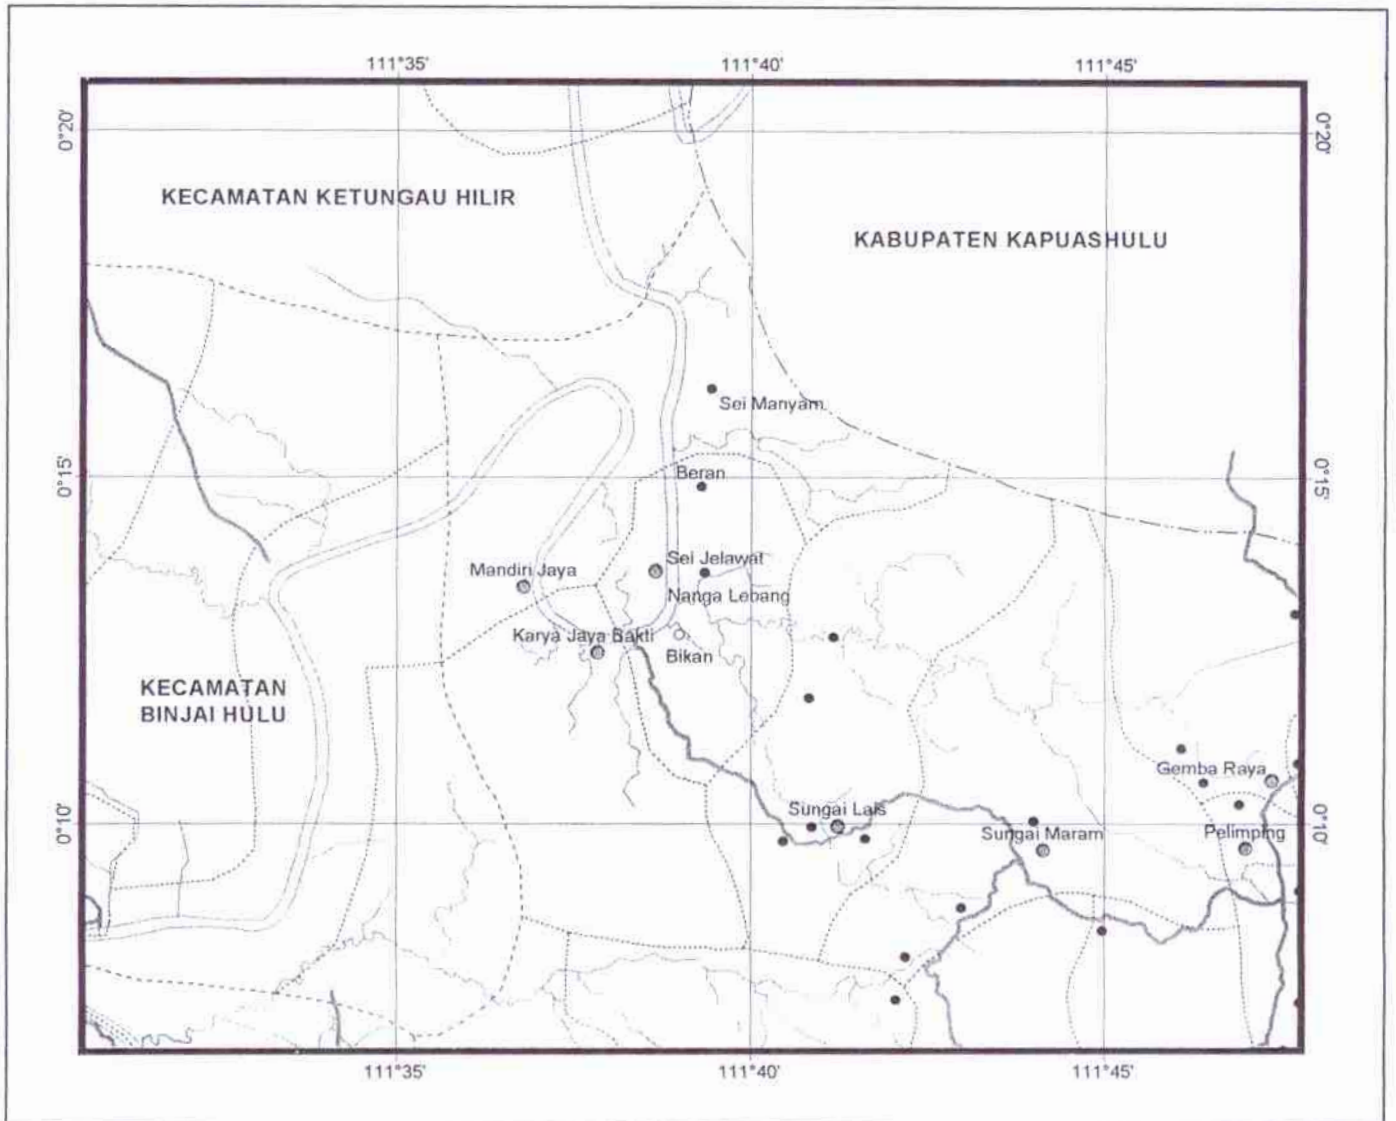 111°35' 111°40' 111°45'
0°20' 0°20'
KECAMATAN KETUNGAU HILIR
KABUPATEN KAPUASHULU
Sei Manyam
0°15' 0°15'
Beran
Sei Jelawat
Mandiri Jaya
Nanga Lebang
Karya Jaya Bakti
Bikan
KECAMATAN
BINJAI HULU
Gemba Raya
Sungai Lais
0°10' 0°10'
Sungai Maram
Pelimping
111°35' 111°40' 111°45'